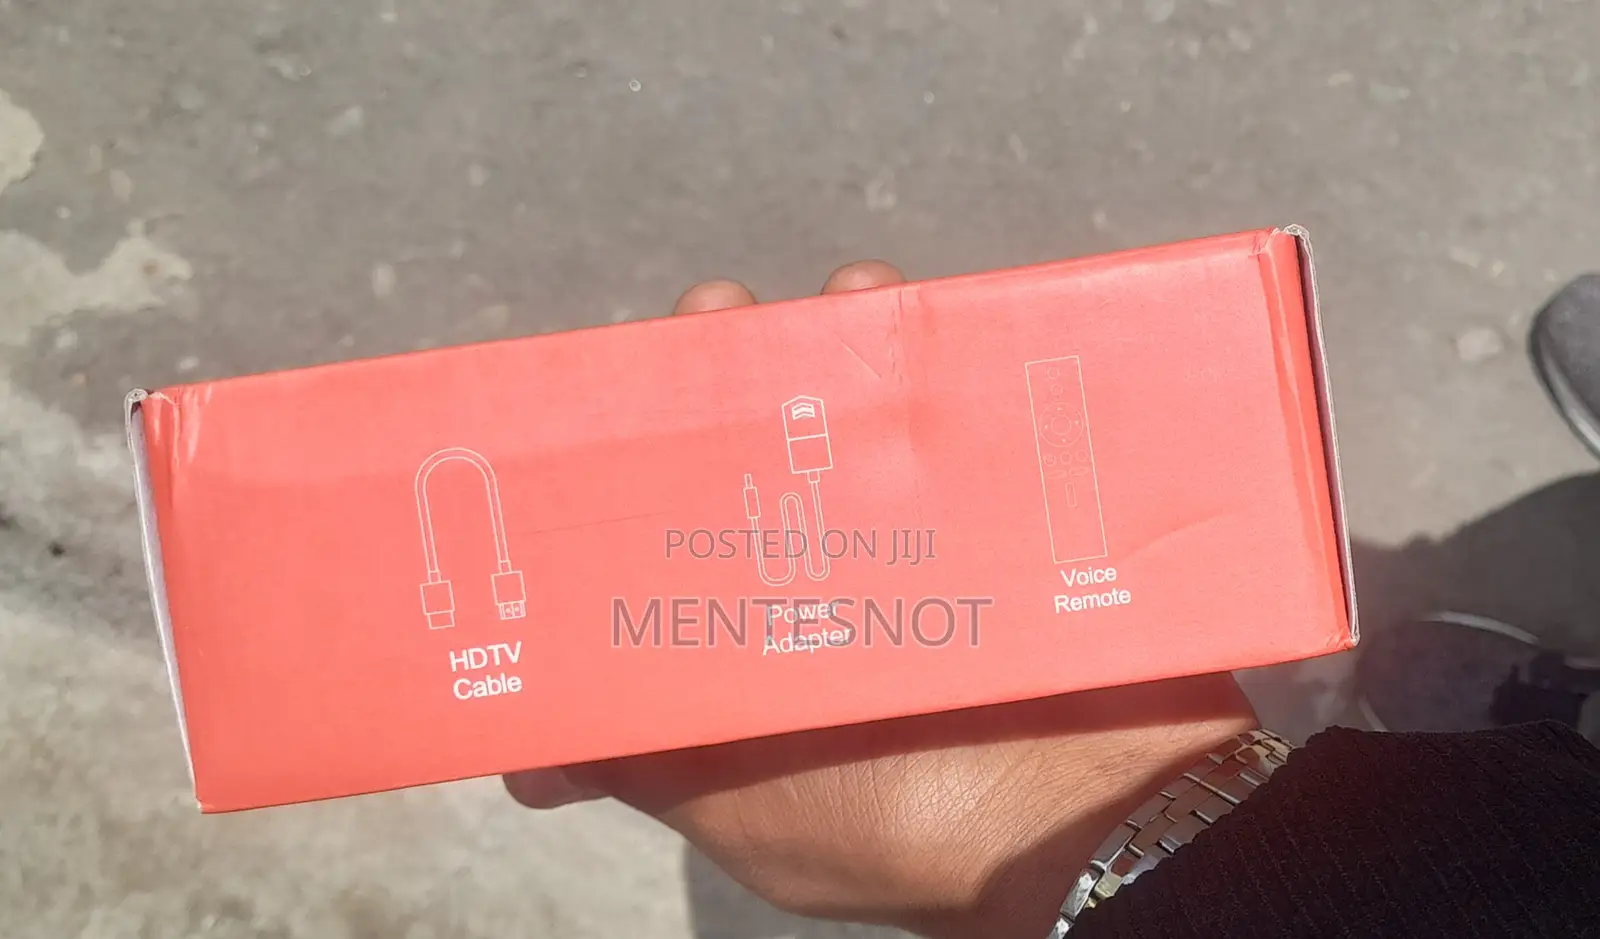 HDTV
Cable
Power
Adapter
Voice
Remote
POSTED ON JIJI
MENTESNOT